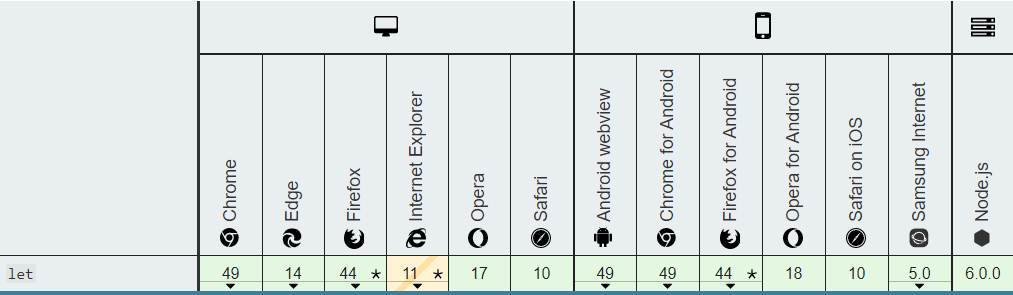 Chrome
Edge
Firefox
Internet Explorer
Opera
Safari
Android webview
Chrome for Android
Firefox for Android
Opera for Android
Safari on iOS
Samsung Internet
Node.js
let 49 14 44 * 11 * 17 10 49 49 44 * 18 10 5.0 6.0.0